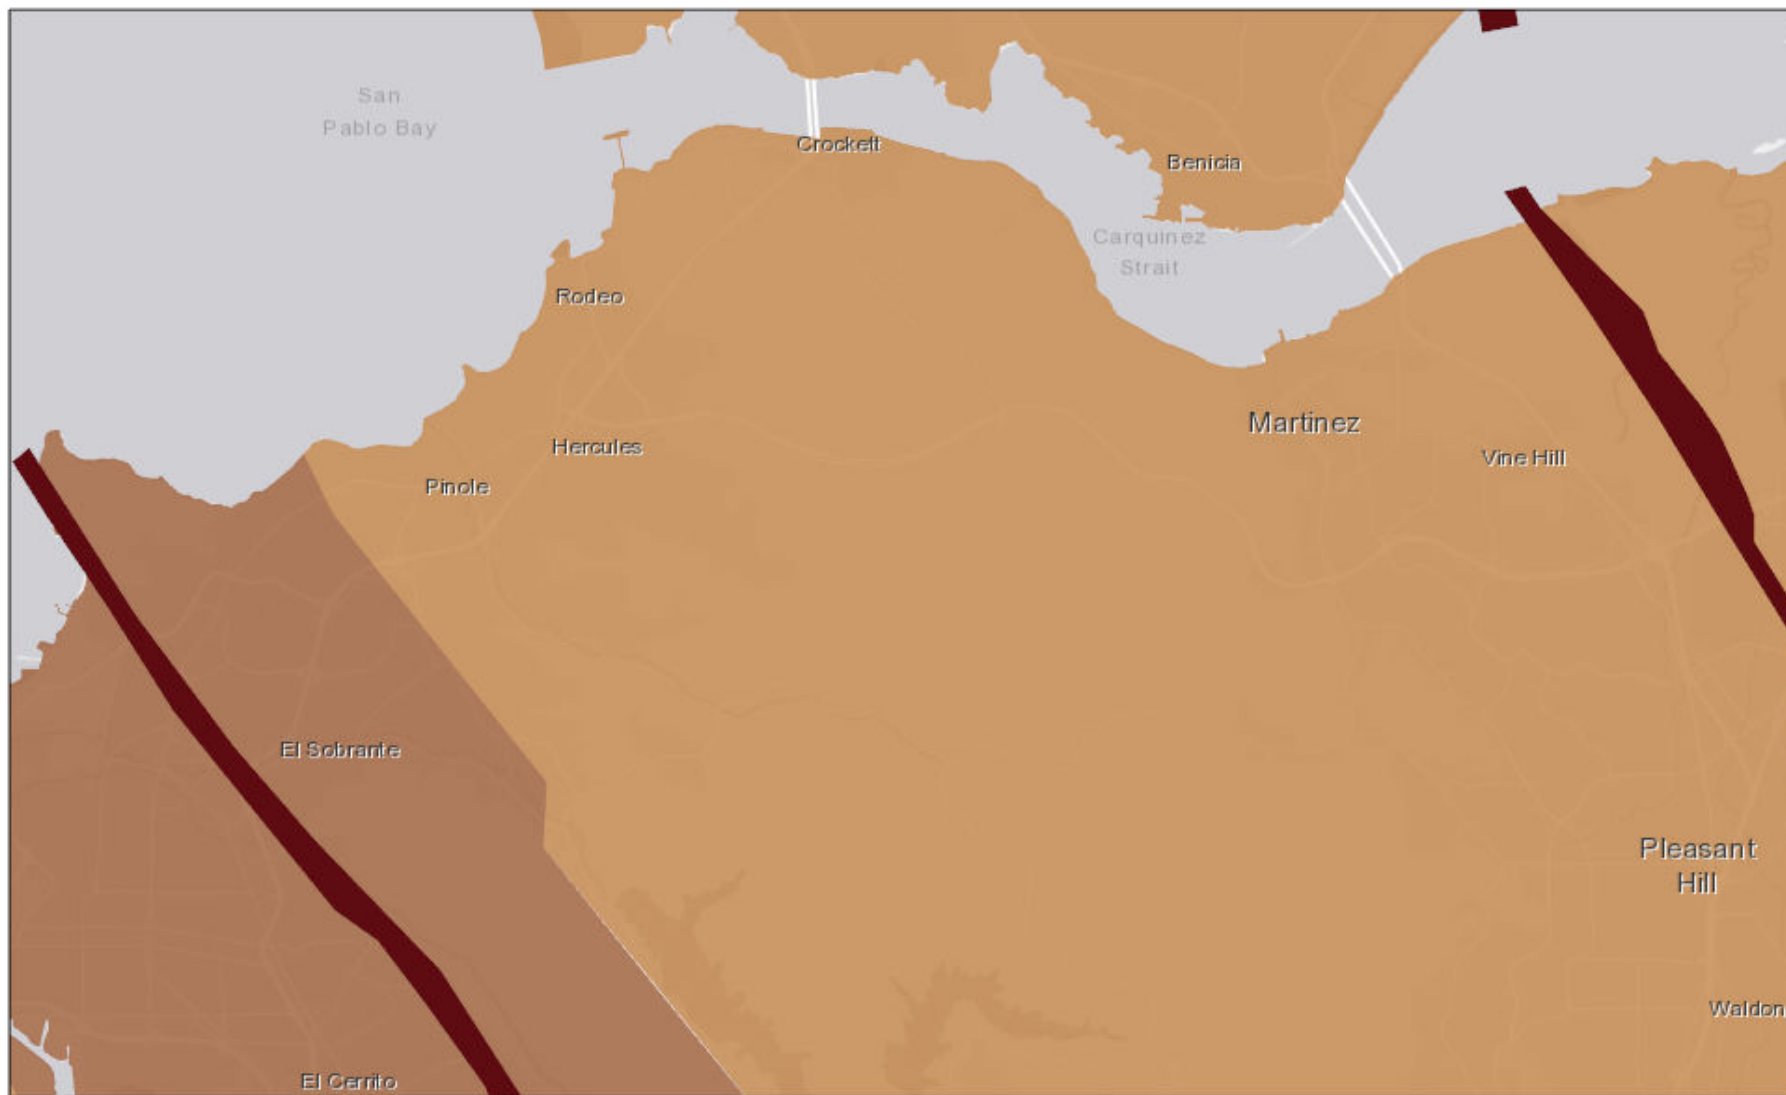 San
Pablo Bay
Crockett
Benicia
Carquinez
Strait
Rodeo
Martinez
Hercules
Vine Hill
Pinole
El Sobrante
Pleasant
Hill
Waldon
El Cerrito